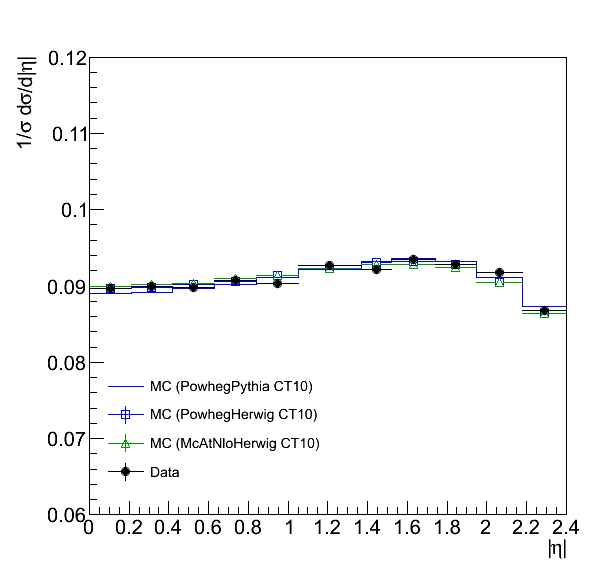 1/σ dσ/d|η|
0.12
0.11
0.1
0.09
0.08
0.07
0.06
MC (PowhegPythia CT10)
MC (PowhegHerwig CT10)
MC (McAtNloHerwig CT10)
Data
0 0.2 0.4 0.6 0.8 1 1.2 1.4 1.6 1.8 2 2.2 2.4
|η|